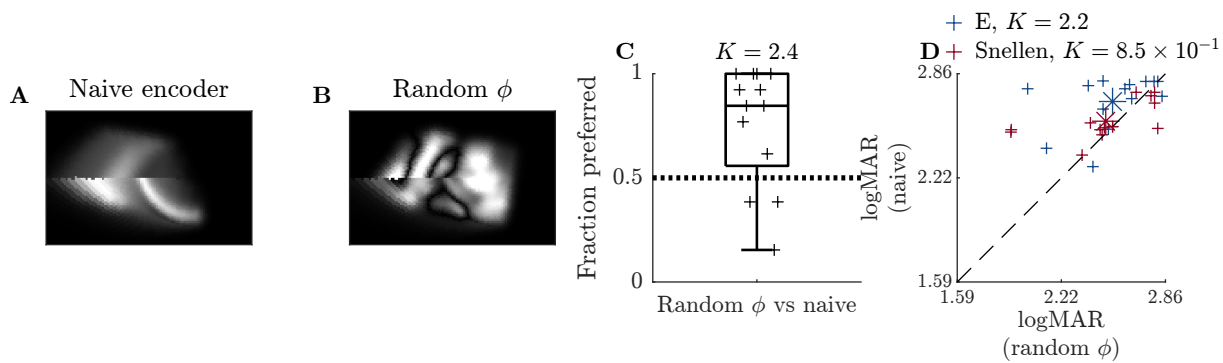 A
Naive encoder
B
Random ϕ
C
K = 2.4
Fraction preferred
1
0.5
0
Random ϕ vs naive
D
E, K = 2.2
Snellen, K = 8.5 × 10⁻¹
logMAR
(naive)
2.86
2.22
1.59
1.59 2.22 2.86
logMAR
(random ϕ)